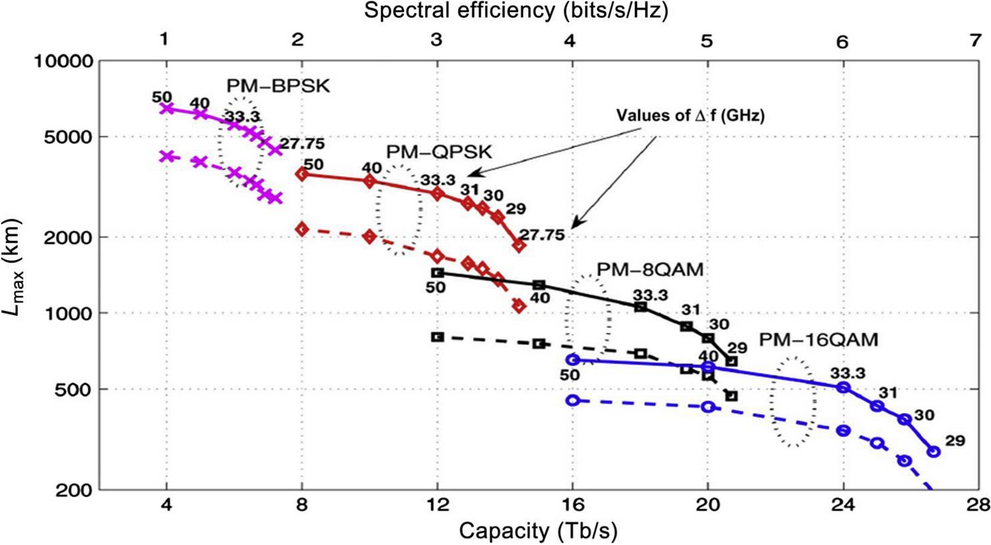 Spectral efficiency (bits/s/Hz)
1 2 3 4 5 6 7
10000
5000
2000
1000
500
200
L max (km)
PM-BPSK
50 40 33.3 27.75
PM-QPSK
50 40 33.3 31 30 29 27.75
Values of Δ f (GHz)
PM-8QAM
50 40 33.3 31 30 29
PM-16QAM
50 40 33.3 31 30 29
4 8 12 16 20 24 28
Capacity (Tb/s)